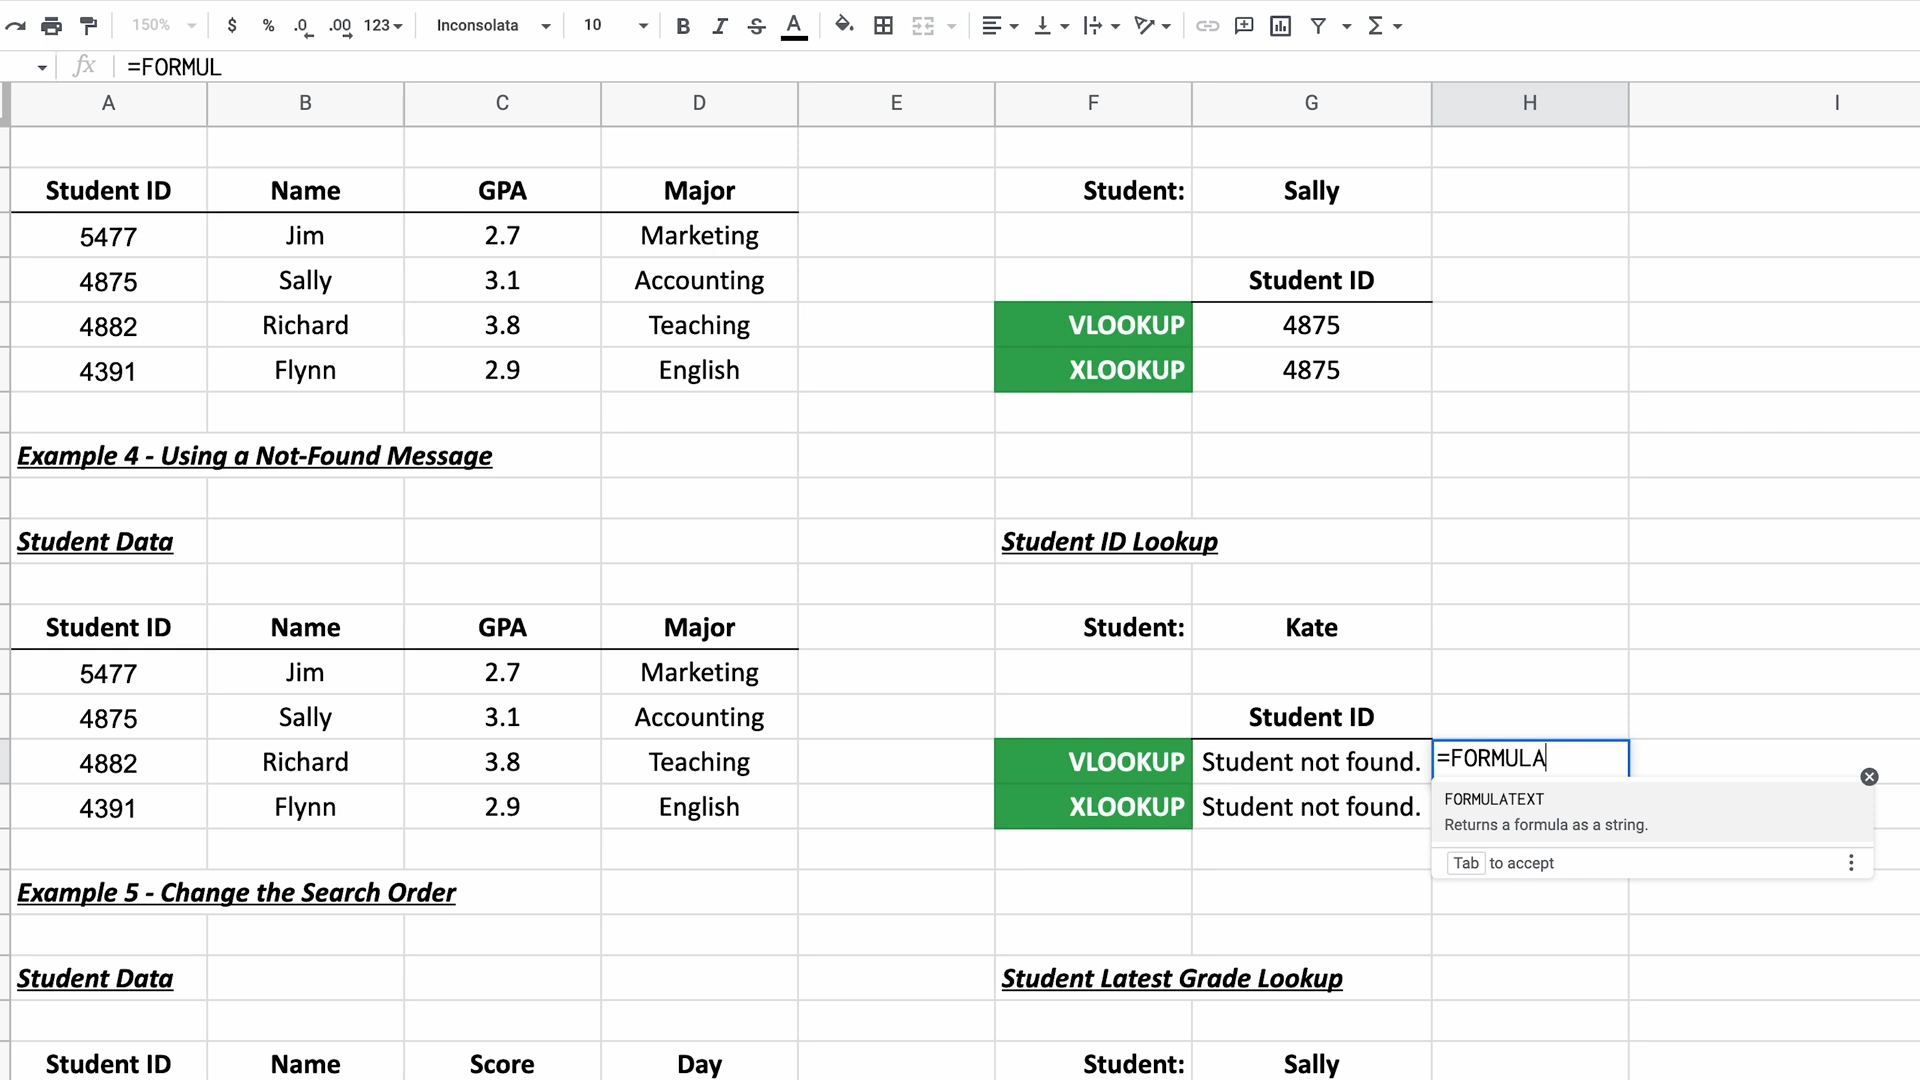 150% $ % .0 .00 123 Inconsolata 10 B I S A
fx =FORMUL
A B C D E F G H I
Student ID Name GPA Major Student: Sally
5477 Jim 2.7 Marketing
4875 Sally 3.1 Accounting Student ID
4882 Richard 3.8 Teaching VLOOKUP 4875
4391 Flynn 2.9 English XLOOKUP 4875
Example 4 - Using a Not-Found Message
Student Data Student ID Lookup
Student ID Name GPA Major Student: Kate
5477 Jim 2.7 Marketing
4875 Sally 3.1 Accounting Student ID
4882 Richard 3.8 Teaching VLOOKUP Student not found. =FORMULA
4391 Flynn 2.9 English XLOOKUP Student not found.
FORMULATEXT
Returns a formula as a string.
Tab to accept
Example 5 - Change the Search Order
Student Data Student Latest Grade Lookup
Student ID Name Score Day Student: Sally